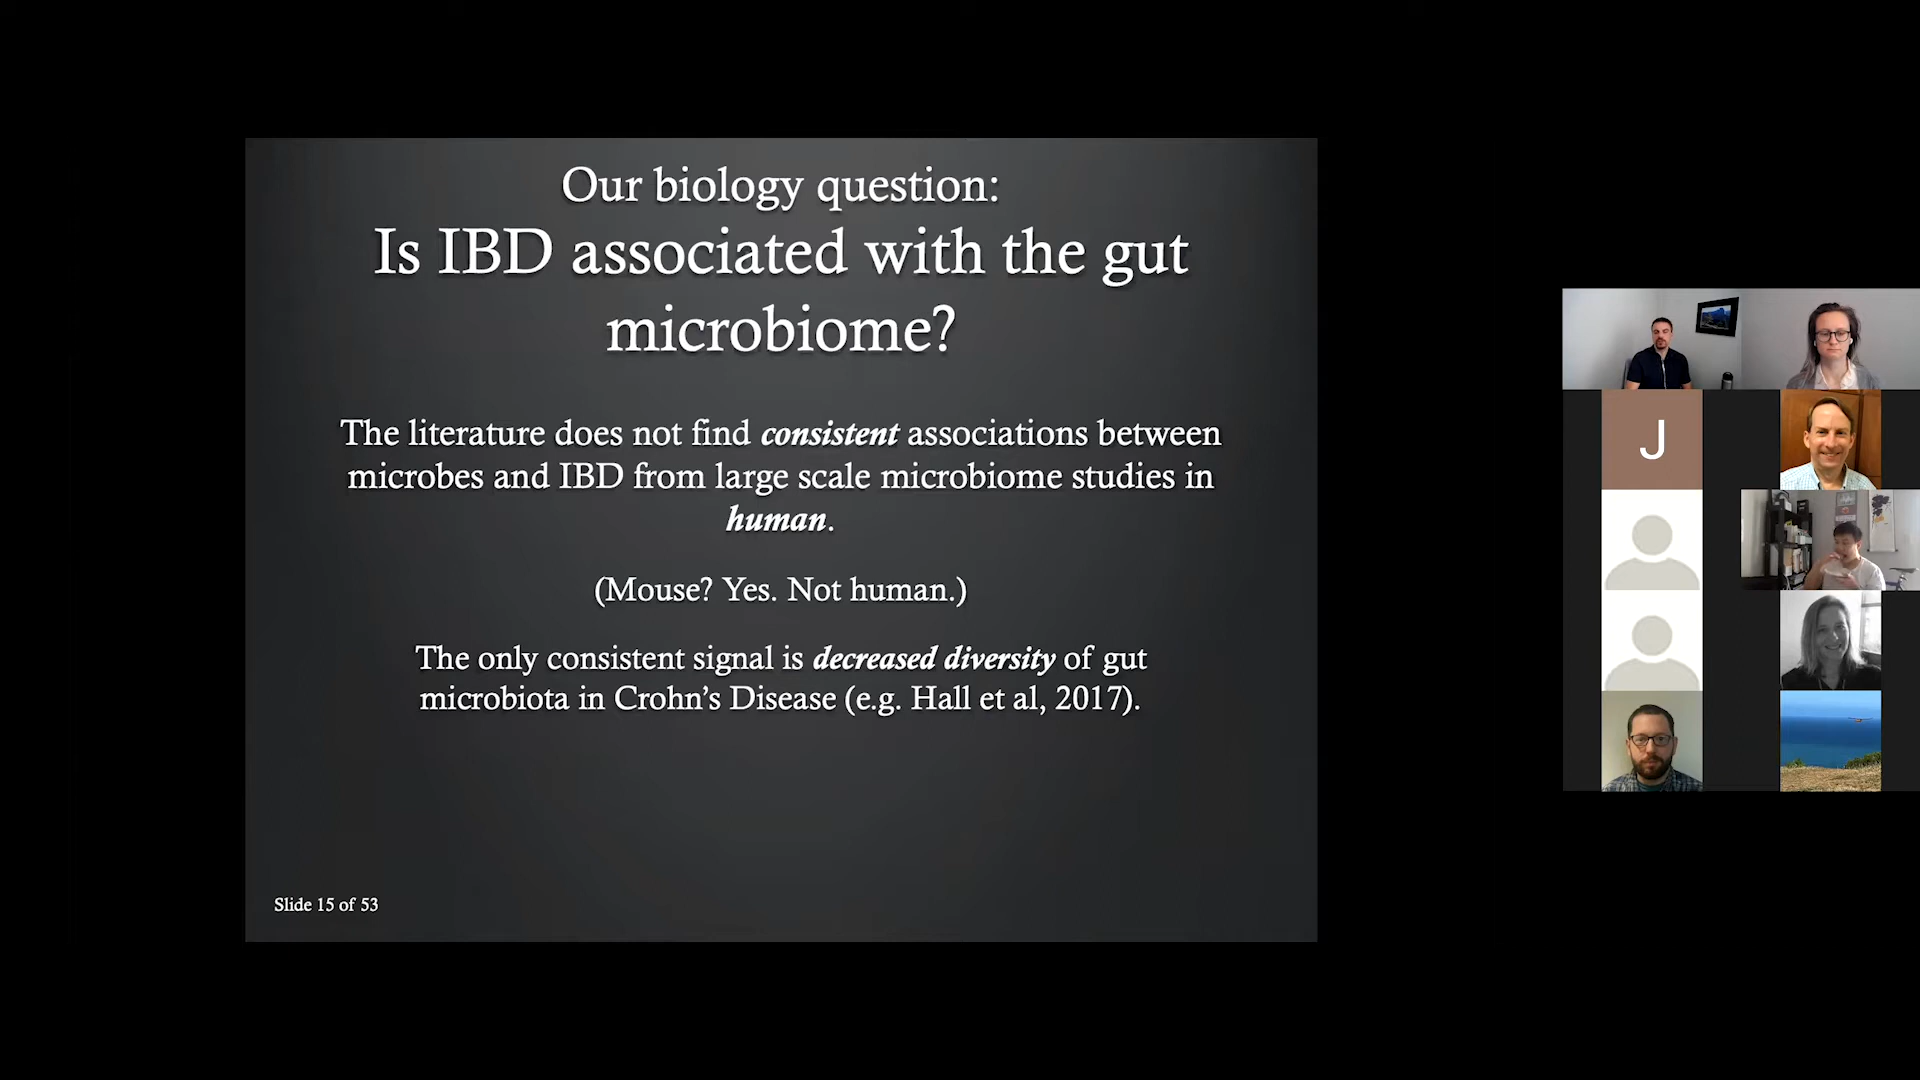 Our biology question:
Is IBD associated with the gut
microbiome?
The literature does not find consistent associations between
microbes and IBD from large scale microbiome studies in
human.
(Mouse? Yes. Not human.)
The only consistent signal is decreased diversity of gut
microbiota in Crohn’s Disease (e.g. Hall et al, 2017).
Slide 15 of 53
J